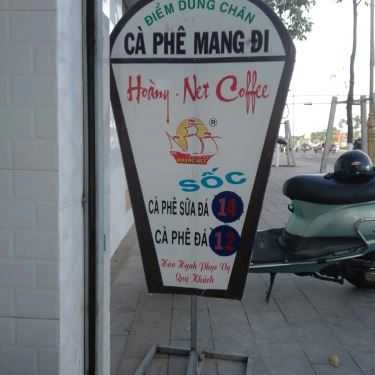 ĐIỂM DỪNG CHÂN
CÀ PHÊ MANG ĐI
Hoàng - Net Coffee
®
SỐC
CÀ PHÊ SỮA ĐÁ 14
CÀ PHÊ ĐÁ 12
Hân Hạnh Phục Vụ
Quý Khách